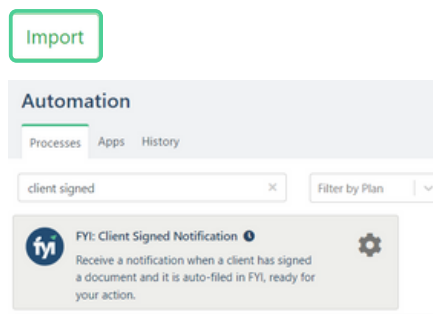 Import
Automation
Processes Apps History
client signed × Filter by Plan
fyi FYI: Client Signed Notification
Receive a notification when a client has signed
a document and it is auto-filed in FYI, ready for
your action.